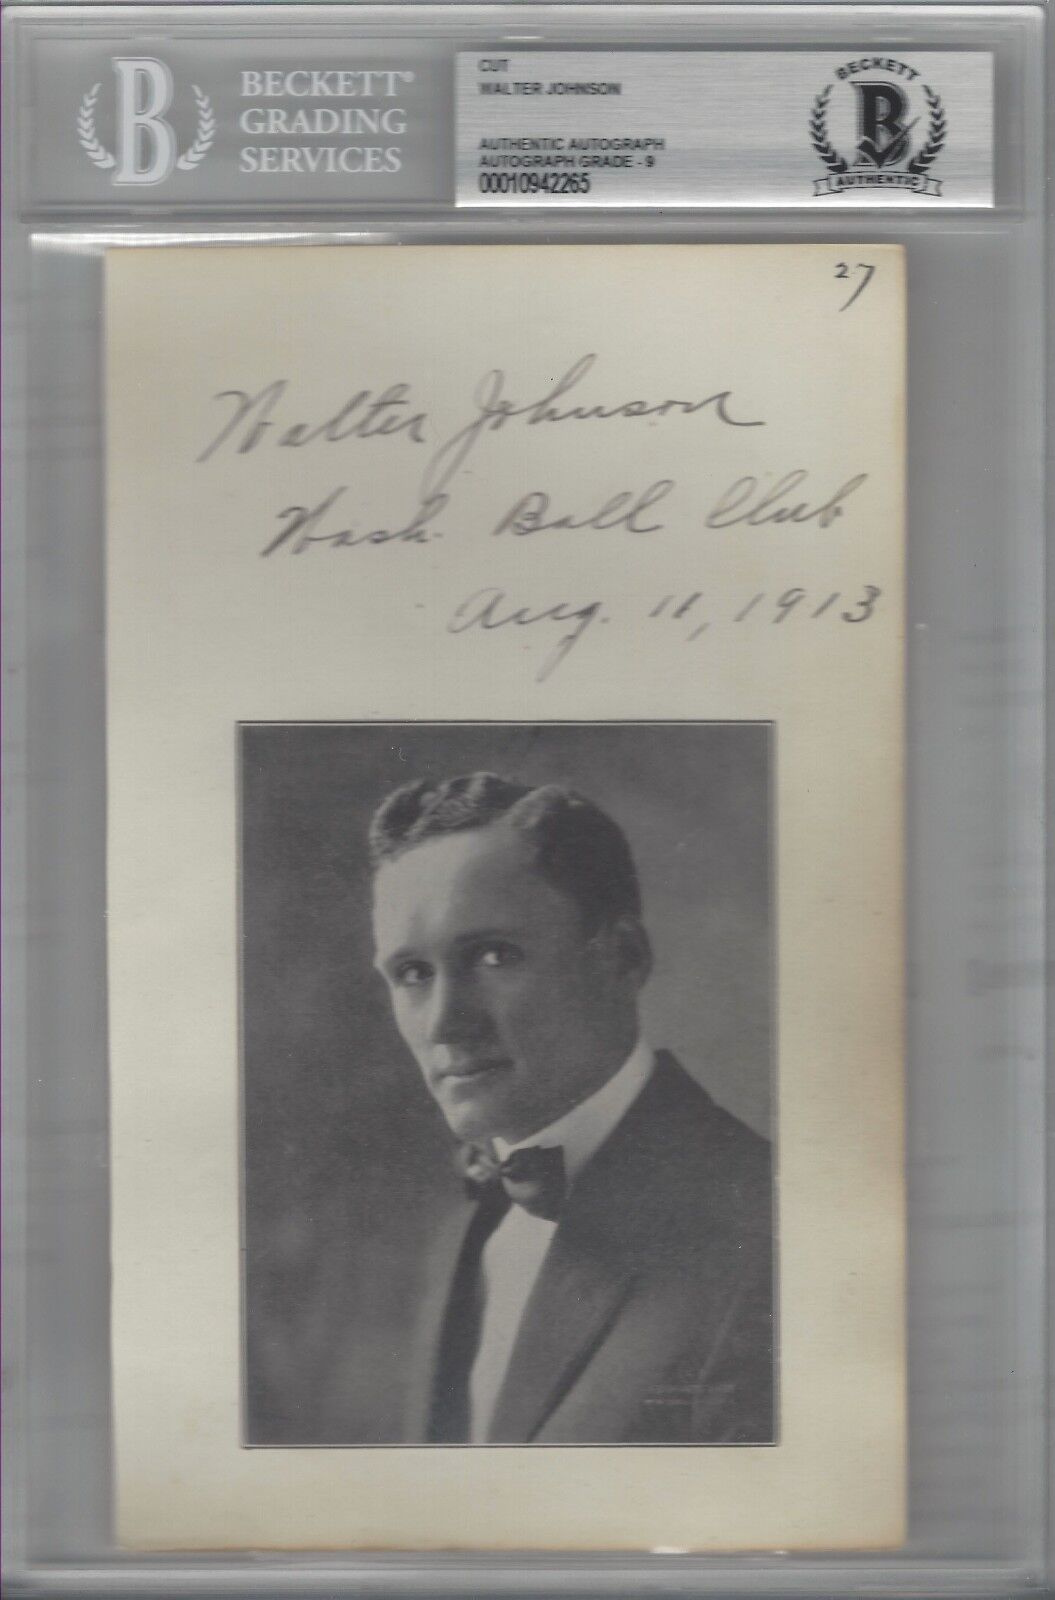 B
BECKETT®
GRADING
SERVICES
CUT
WALTER JOHNSON
AUTHENTIC AUTOGRAPH
AUTOGRAPH GRADE - 9
00010942265
BECKETT
B
AUTHENTIC
27
Walter Johnson
Wash. Ball Club
Aug. 11, 1913